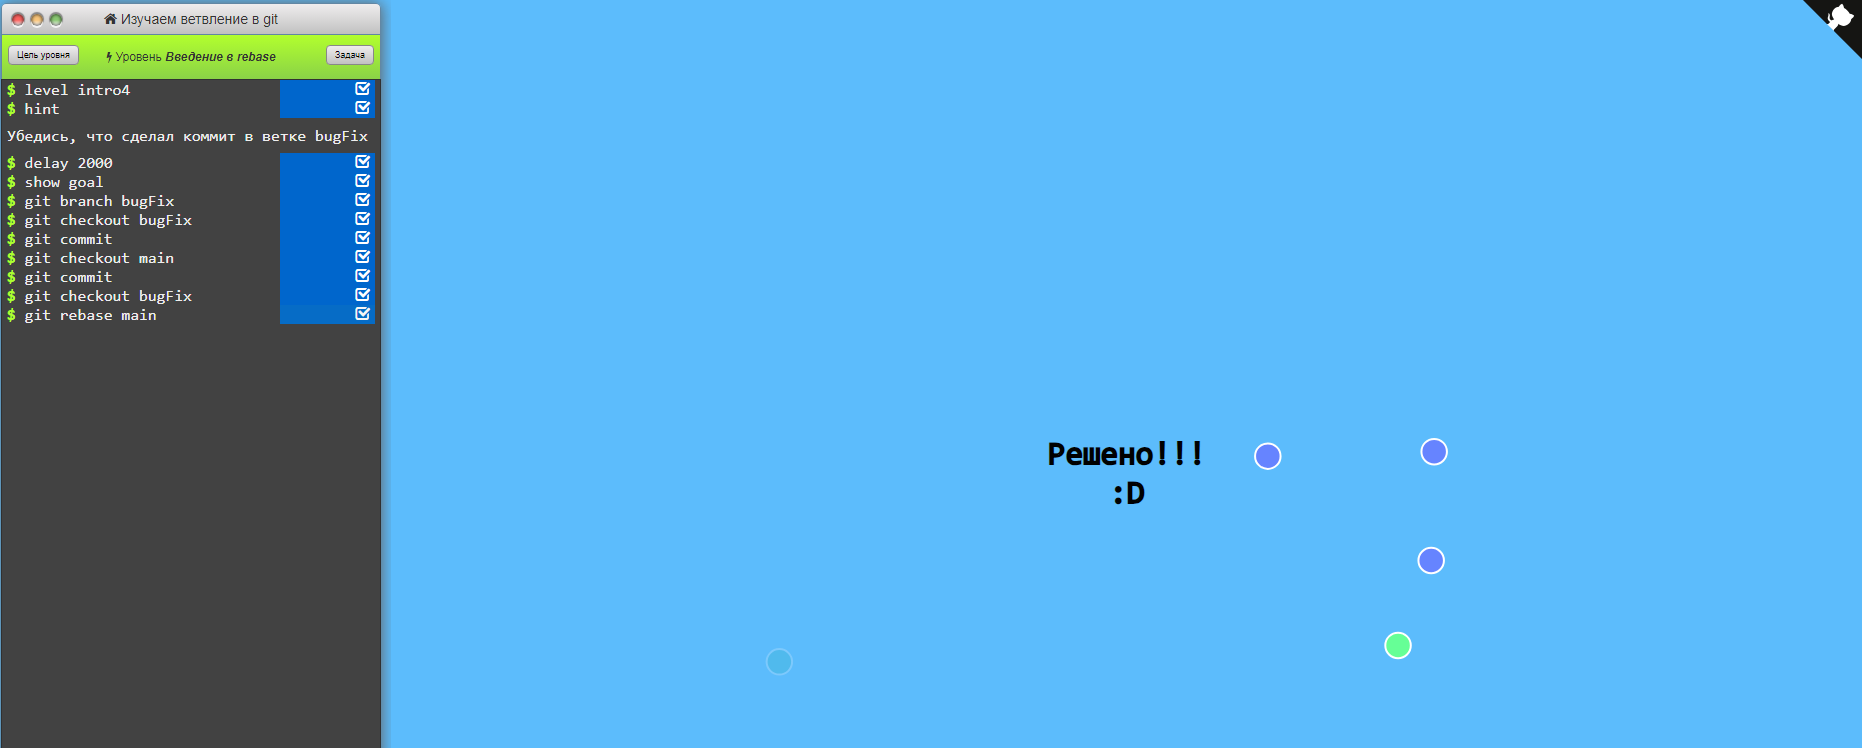 Изучаем ветвление в git
Цель уровня
Уровень Введение в rebase
Задача
$ level intro4
$ hint
Убедись, что сделал коммит в ветке bugFix
$ delay 2000
$ show goal
$ git branch bugFix
$ git checkout bugFix
$ git commit
$ git checkout main
$ git commit
$ git checkout bugFix
$ git rebase main
Решено!!!
:D